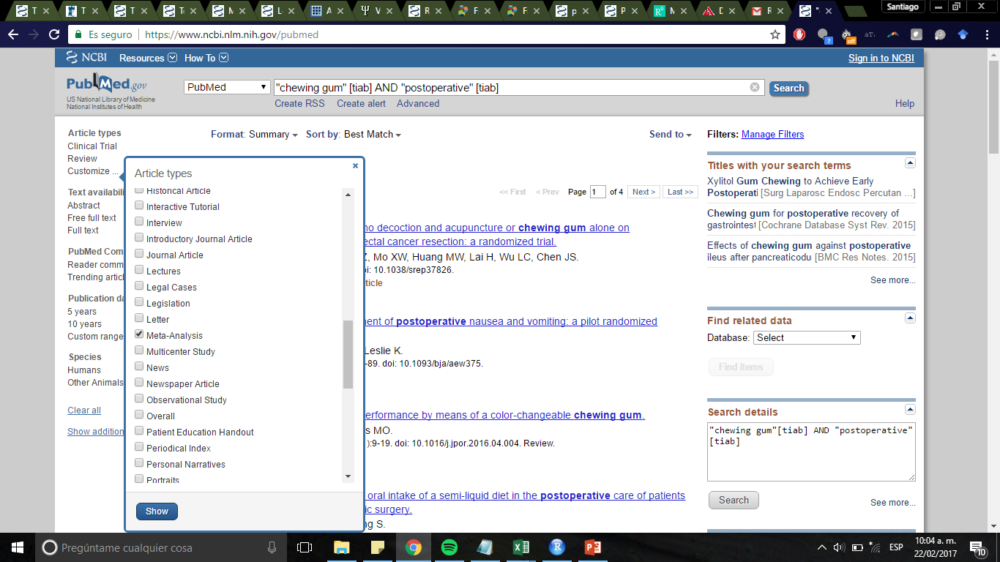 T
T
T
T
M
L
A
V
R
F
F
p
P
M
D
R
"
Santiago
Es seguro
https://www.ncbi.nlm.nih.gov/pubmed
off
aT.
?
NCBI
Resources
How To
Sign in to NCBI
PubMed.gov
US National Library of Medicine
National Institutes of Health
PubMed
"chewing gum" [tiab] AND "postoperative" [tiab]
Search
Create RSS
Create alert
Advanced
Help
Article types
Clinical Trial
Review
Customize ...
Text availabili
Abstract
Free full text
Full text
PubMed Com
Reader comm
Trending articl
Publication da
5 years
10 years
Custom range
Species
Humans
Other Animals
Clear all
Show addition
Format: Summary
Sort by: Best Match
Send to
Article types
Historical Article
Interactive Tutorial
Interview
Introductory Journal Article
Journal Article
Lectures
Legal Cases
Legislation
Letter
Meta-Analysis
Multicenter Study
News
Newspaper Article
Observational Study
Overall
Patient Education Handout
Periodical Index
Personal Narratives
Portraits
Show
<< First
< Prev
Page 1 of 4
Next >
Last >>
no decoction and acupuncture or chewing gum alone on
ectal cancer resection: a randomized trial.
Z, Mo XW, Huang MW, Lai H, Wu LC, Chen JS.
oi: 10.1038/srep37826.
ticle
nent of postoperative nausea and vomiting: a pilot randomized
Leslie K.
-89. doi: 10.1093/bja/aew375.
erformance by means of a color-changeable chewing gum.
s MO.
):9-19. doi: 10.1016/j.jpor.2016.04.004. Review.
oral intake of a semi-liquid diet in the postoperative care of patients
ic surgery.
ng S.
Filters: Manage Filters
Titles with your search terms
Xylitol Gum Chewing to Achieve Early
Postoperati [Surg Laparosc Endosc Percutan ...]
Chewing gum for postoperative recovery of
gastrointest [Cochrane Database Syst Rev. 2015]
Effects of chewing gum against postoperative
ileus after pancreaticodu [BMC Res Notes. 2015]
See more...
Find related data
Database: Select
Find items
Search details
"chewing gum"[tiab] AND "postoperative"
[tiab]
Search
See more...
Pregúntame cualquier cosa
ESP
10:04 a. m.
22/02/2017
10